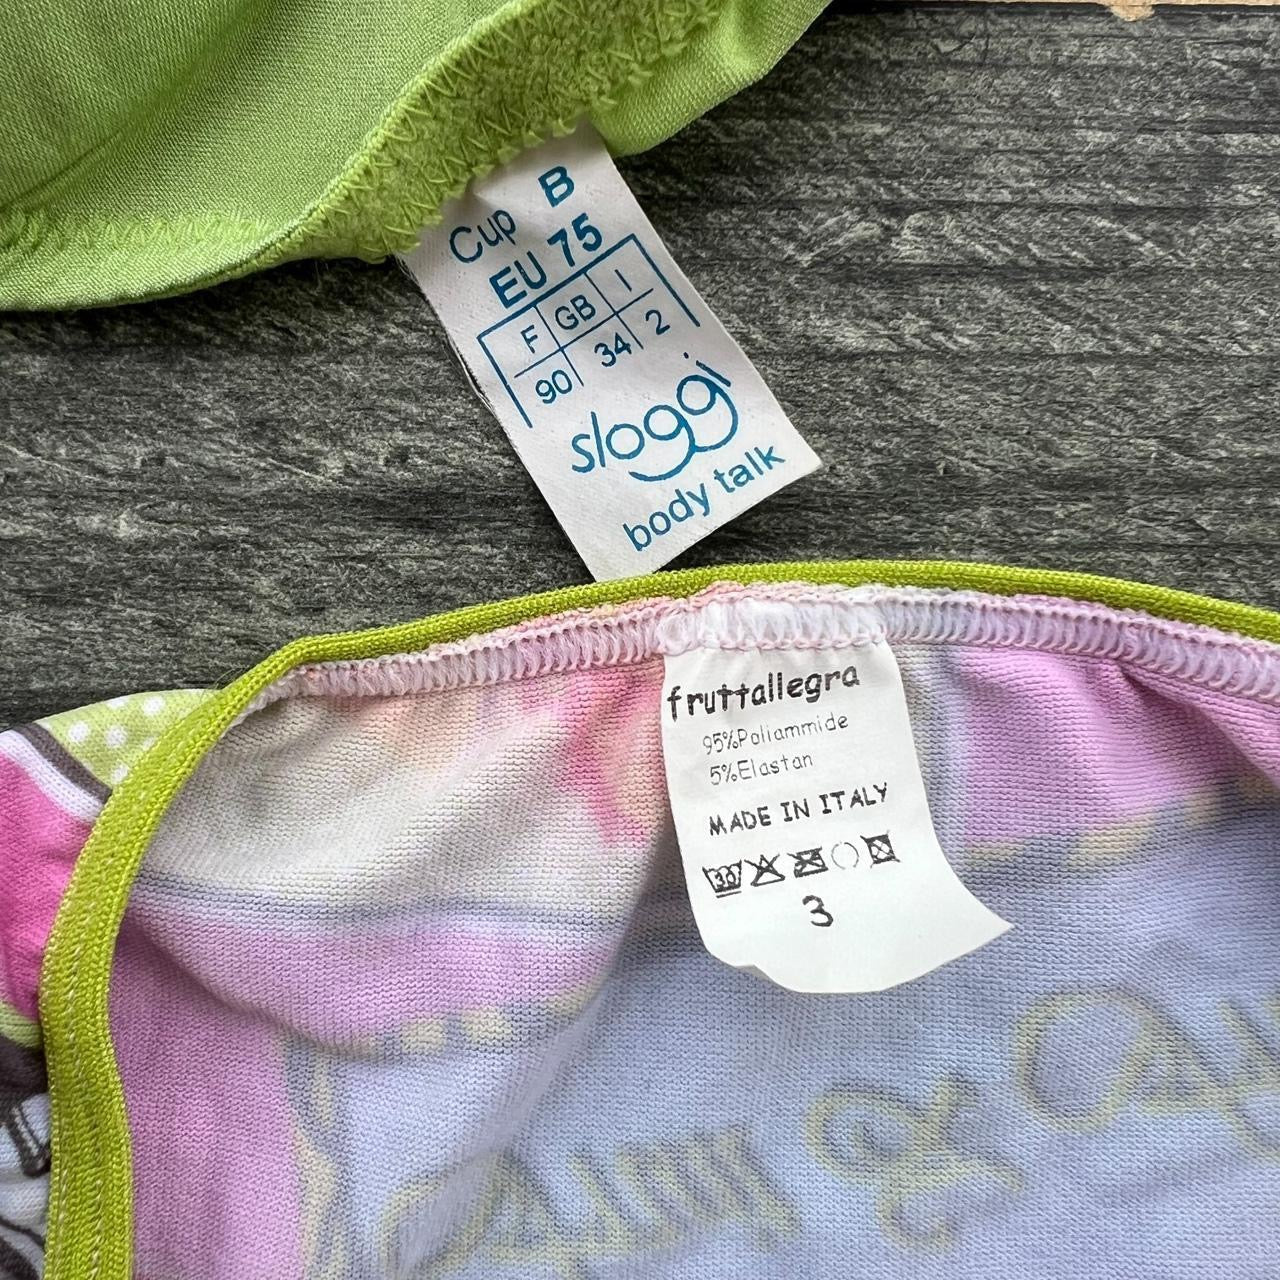 Cup B
EU 75
F GB I
90 34 2
sloggi
body talk
fruttallegra
95%Poliammide
5%Elastan
MADE IN ITALY
30
3